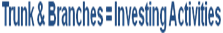 Trunk & Branches = Investing Activities